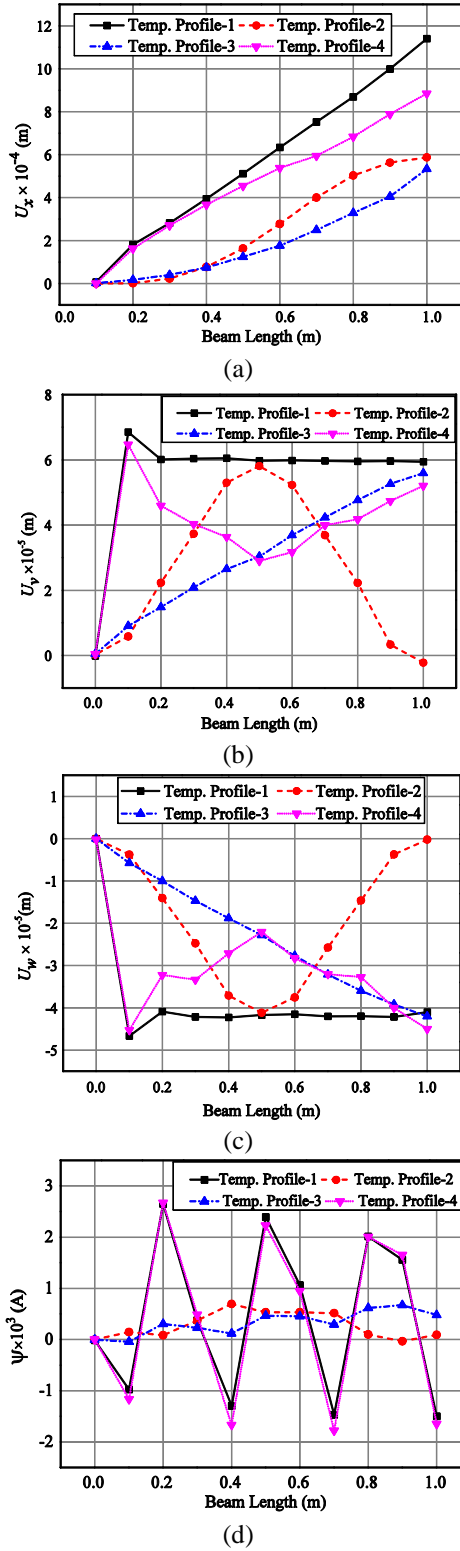 Temp. Profile-1 Temp. Profile-2
Temp. Profile-3 Temp. Profile-4
12
10
8
6
4
2
0
U_x × 10⁻⁴ (m)
0.0 0.2 0.4 0.6 0.8 1.0
Beam Length (m)
(a)
Temp. Profile-1 Temp. Profile-2
Temp. Profile-3 Temp. Profile-4
8
6
4
2
0
U_v ×10⁻⁵ (m)
0.0 0.2 0.4 0.6 0.8 1.0
Beam Length (m)
(b)
Temp. Profile-1 Temp. Profile-2
Temp. Profile-3 Temp. Profile-4
1
0
-1
-2
-3
-4
-5
U_w × 10⁻⁵(m)
0.0 0.2 0.4 0.6 0.8 1.0
Beam Length (m)
(c)
Temp. Profile-1 Temp. Profile-2
Temp. Profile-3 Temp. Profile-4
3
2
1
0
-1
-2
Ψ×10³ (A)
0.0 0.2 0.4 0.6 0.8 1.0
Beam Length (m)
(d)